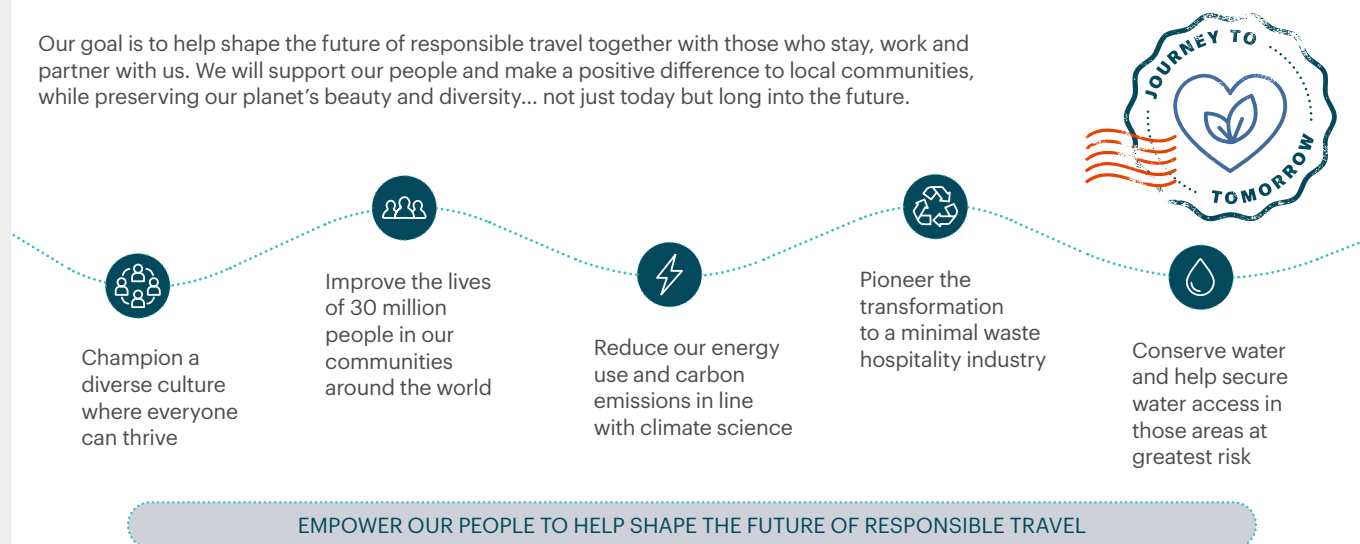 Our goal is to help shape the future of responsible travel together with those who stay, work and
partner with us. We will support our people and make a positive difference to local communities,
while preserving our planet's beauty and diversity... not just today but long into the future.
JOURNEY TO
TOMORROW
Champion a
diverse culture
where everyone
can thrive
Improve the lives
of 30 million
people in our
communities
around the world
Reduce our energy
use and carbon
emissions in line
with climate science
Pioneer the
transformation
to a minimal waste
hospitality industry
Conserve water
and help secure
water access in
those areas at
greatest risk
EMPOWER OUR PEOPLE TO HELP SHAPE THE FUTURE OF RESPONSIBLE TRAVEL